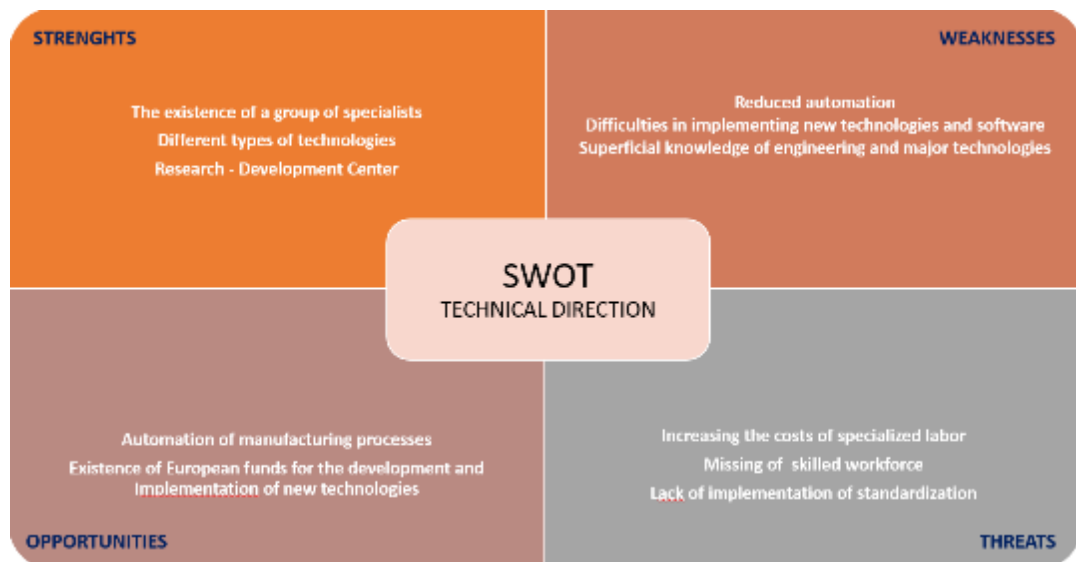 STRENGHTS
The existence of a group of specialists
Different types of technologies
Research - Development Center
WEAKNESSES
Reduced automation
Difficulties in implementing new technologies and software
Superficial knowledge of engineering and major technologies
SWOT
TECHNICAL DIRECTION
Automation of manufacturing processes
Existence of European funds for the development and
Implementation of new technologies
OPPORTUNITIES
Increasing the costs of specialized labor
Missing of skilled workforce
Lack of implementation of standardization
THREATS